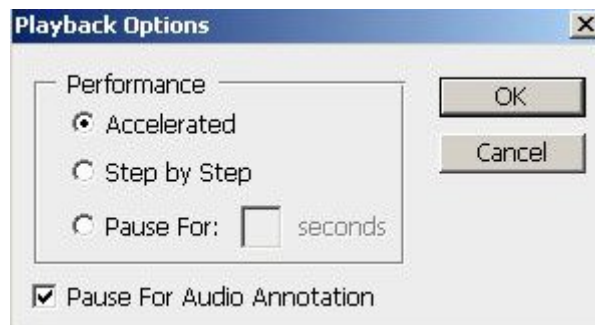 Playback Options
Performance
Accelerated
OK
Step by Step
Cancel
Pause For: seconds
Pause For Audio Annotation